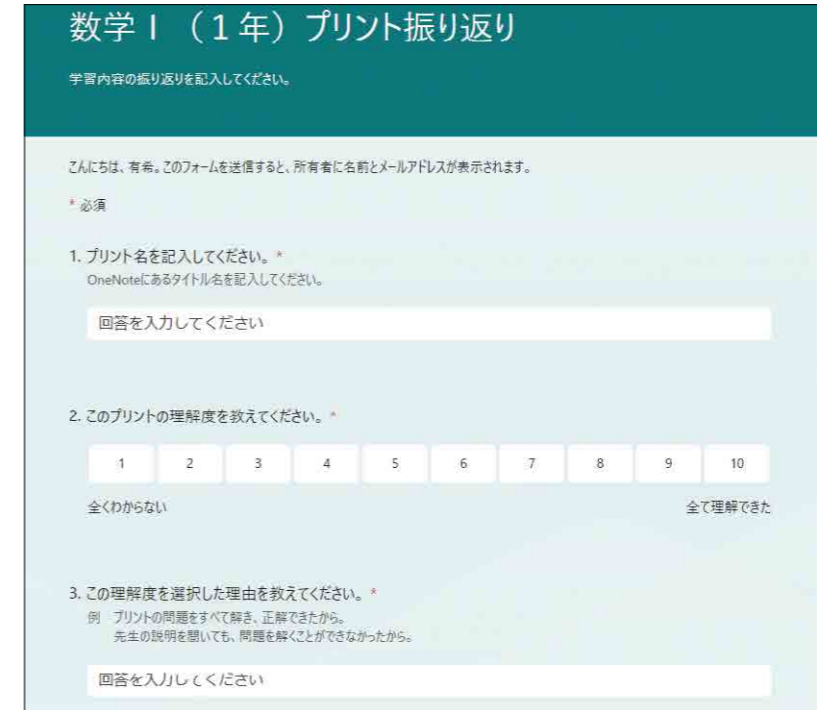 数学Ⅰ （１年）プリント振り返り
学習内容の振り返りを記入してください。
こんにちは、有希。このフォームを送信すると、所有者に名前とメールアドレスが表示されます。
* 必須
1. プリント名を記入してください。 *
OneNoteにあるタイトル名を記入してください。
回答を入力してください
2. このプリントの理解度を教えてください。 *
1 2 3 4 5 6 7 8 9 10
全くわからない 全て理解できた
3. この理解度を選択した理由を教えてください。 *
例 プリントの問題をすべて解き、正解できたから。
先生の説明を聞いても、問題を解くことができなかったから。
回答を入力してください